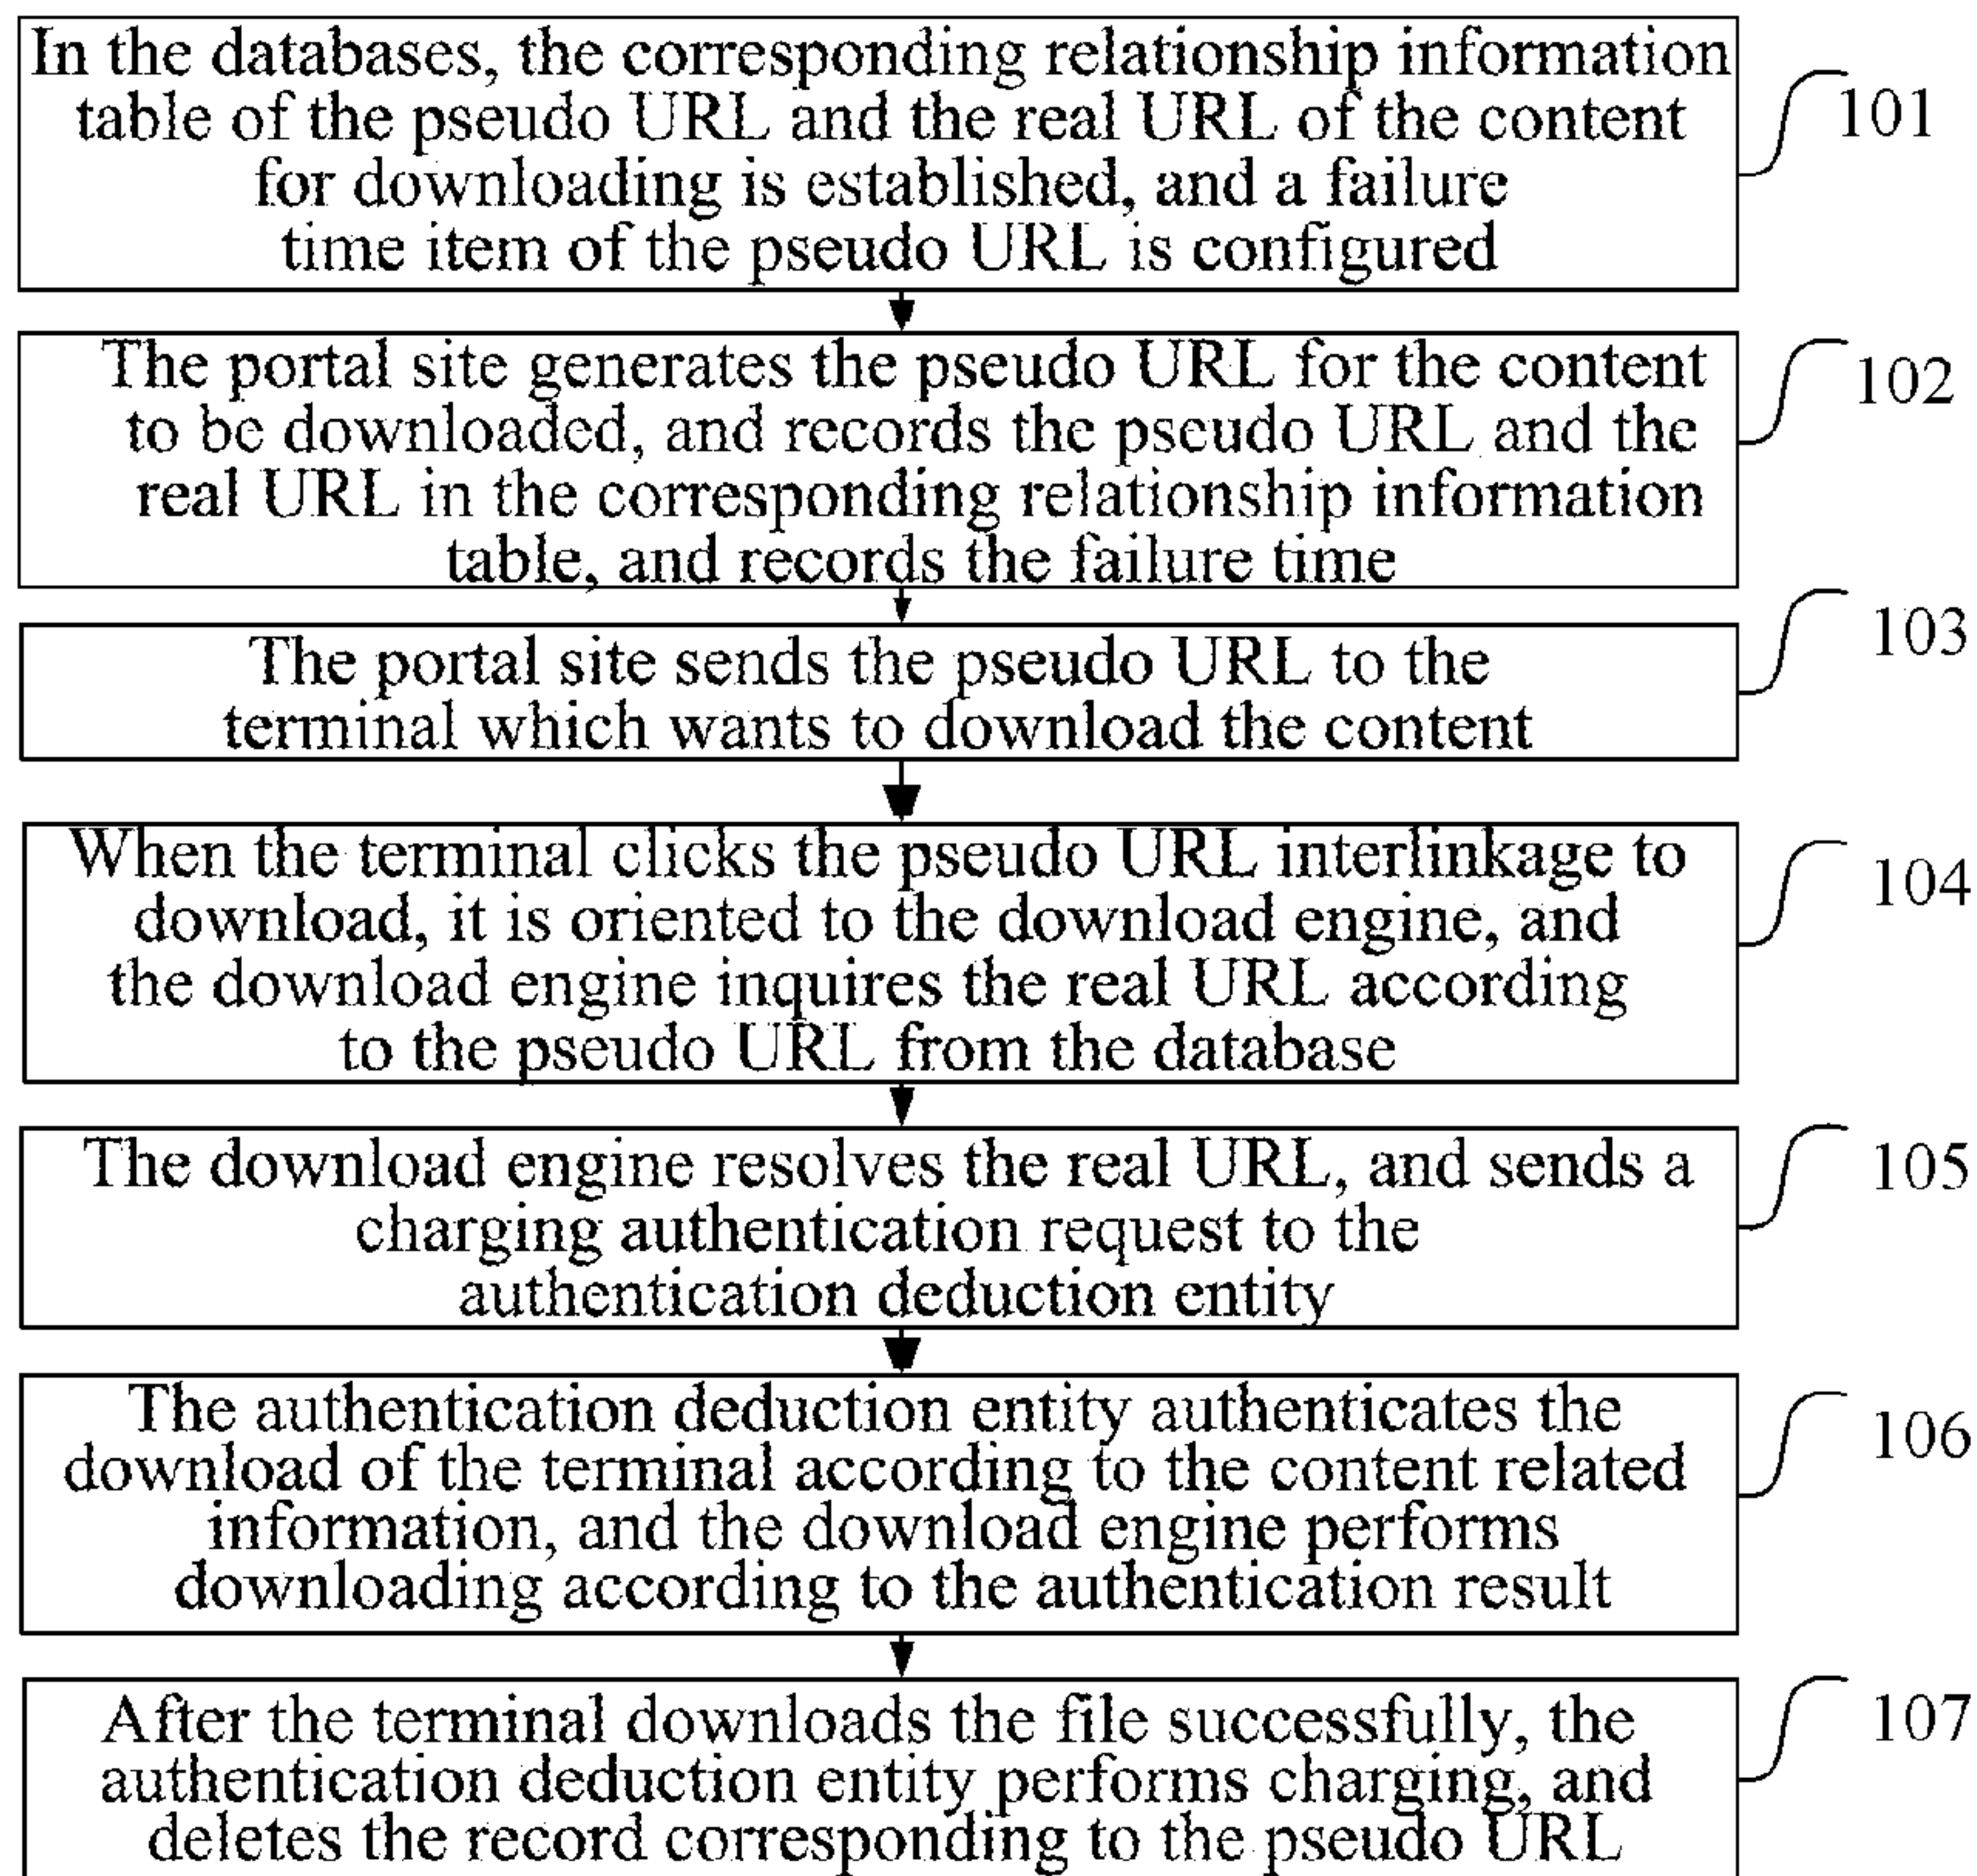 In the databases, the corresponding relationship information
table of the pseudo URL and the real URL of the content
for downloading is established, and a failure
time item of the pseudo URL is configured
101
The portal site generates the pseudo URL for the content
to be downloaded, and records the pseudo URL and the
real URL in the corresponding relationship information
table, and records the failure time
102
The portal site sends the pseudo URL to the
terminal which wants to download the content
103
When the terminal clicks the pseudo URL interlinkage to
download, it is oriented to the download engine, and
the download engine inquires the real URL according
to the pseudo URL from the database
104
The download engine resolves the real URL, and sends a
charging authentication request to the
authentication deduction entity
105
The authentication deduction entity authenticates the
download of the terminal according to the content related
information, and the download engine performs
downloading according to the authentication result
106
After the terminal downloads the file successfully, the
authentication deduction entity performs charging, and
deletes the record corresponding to the pseudo URL
107